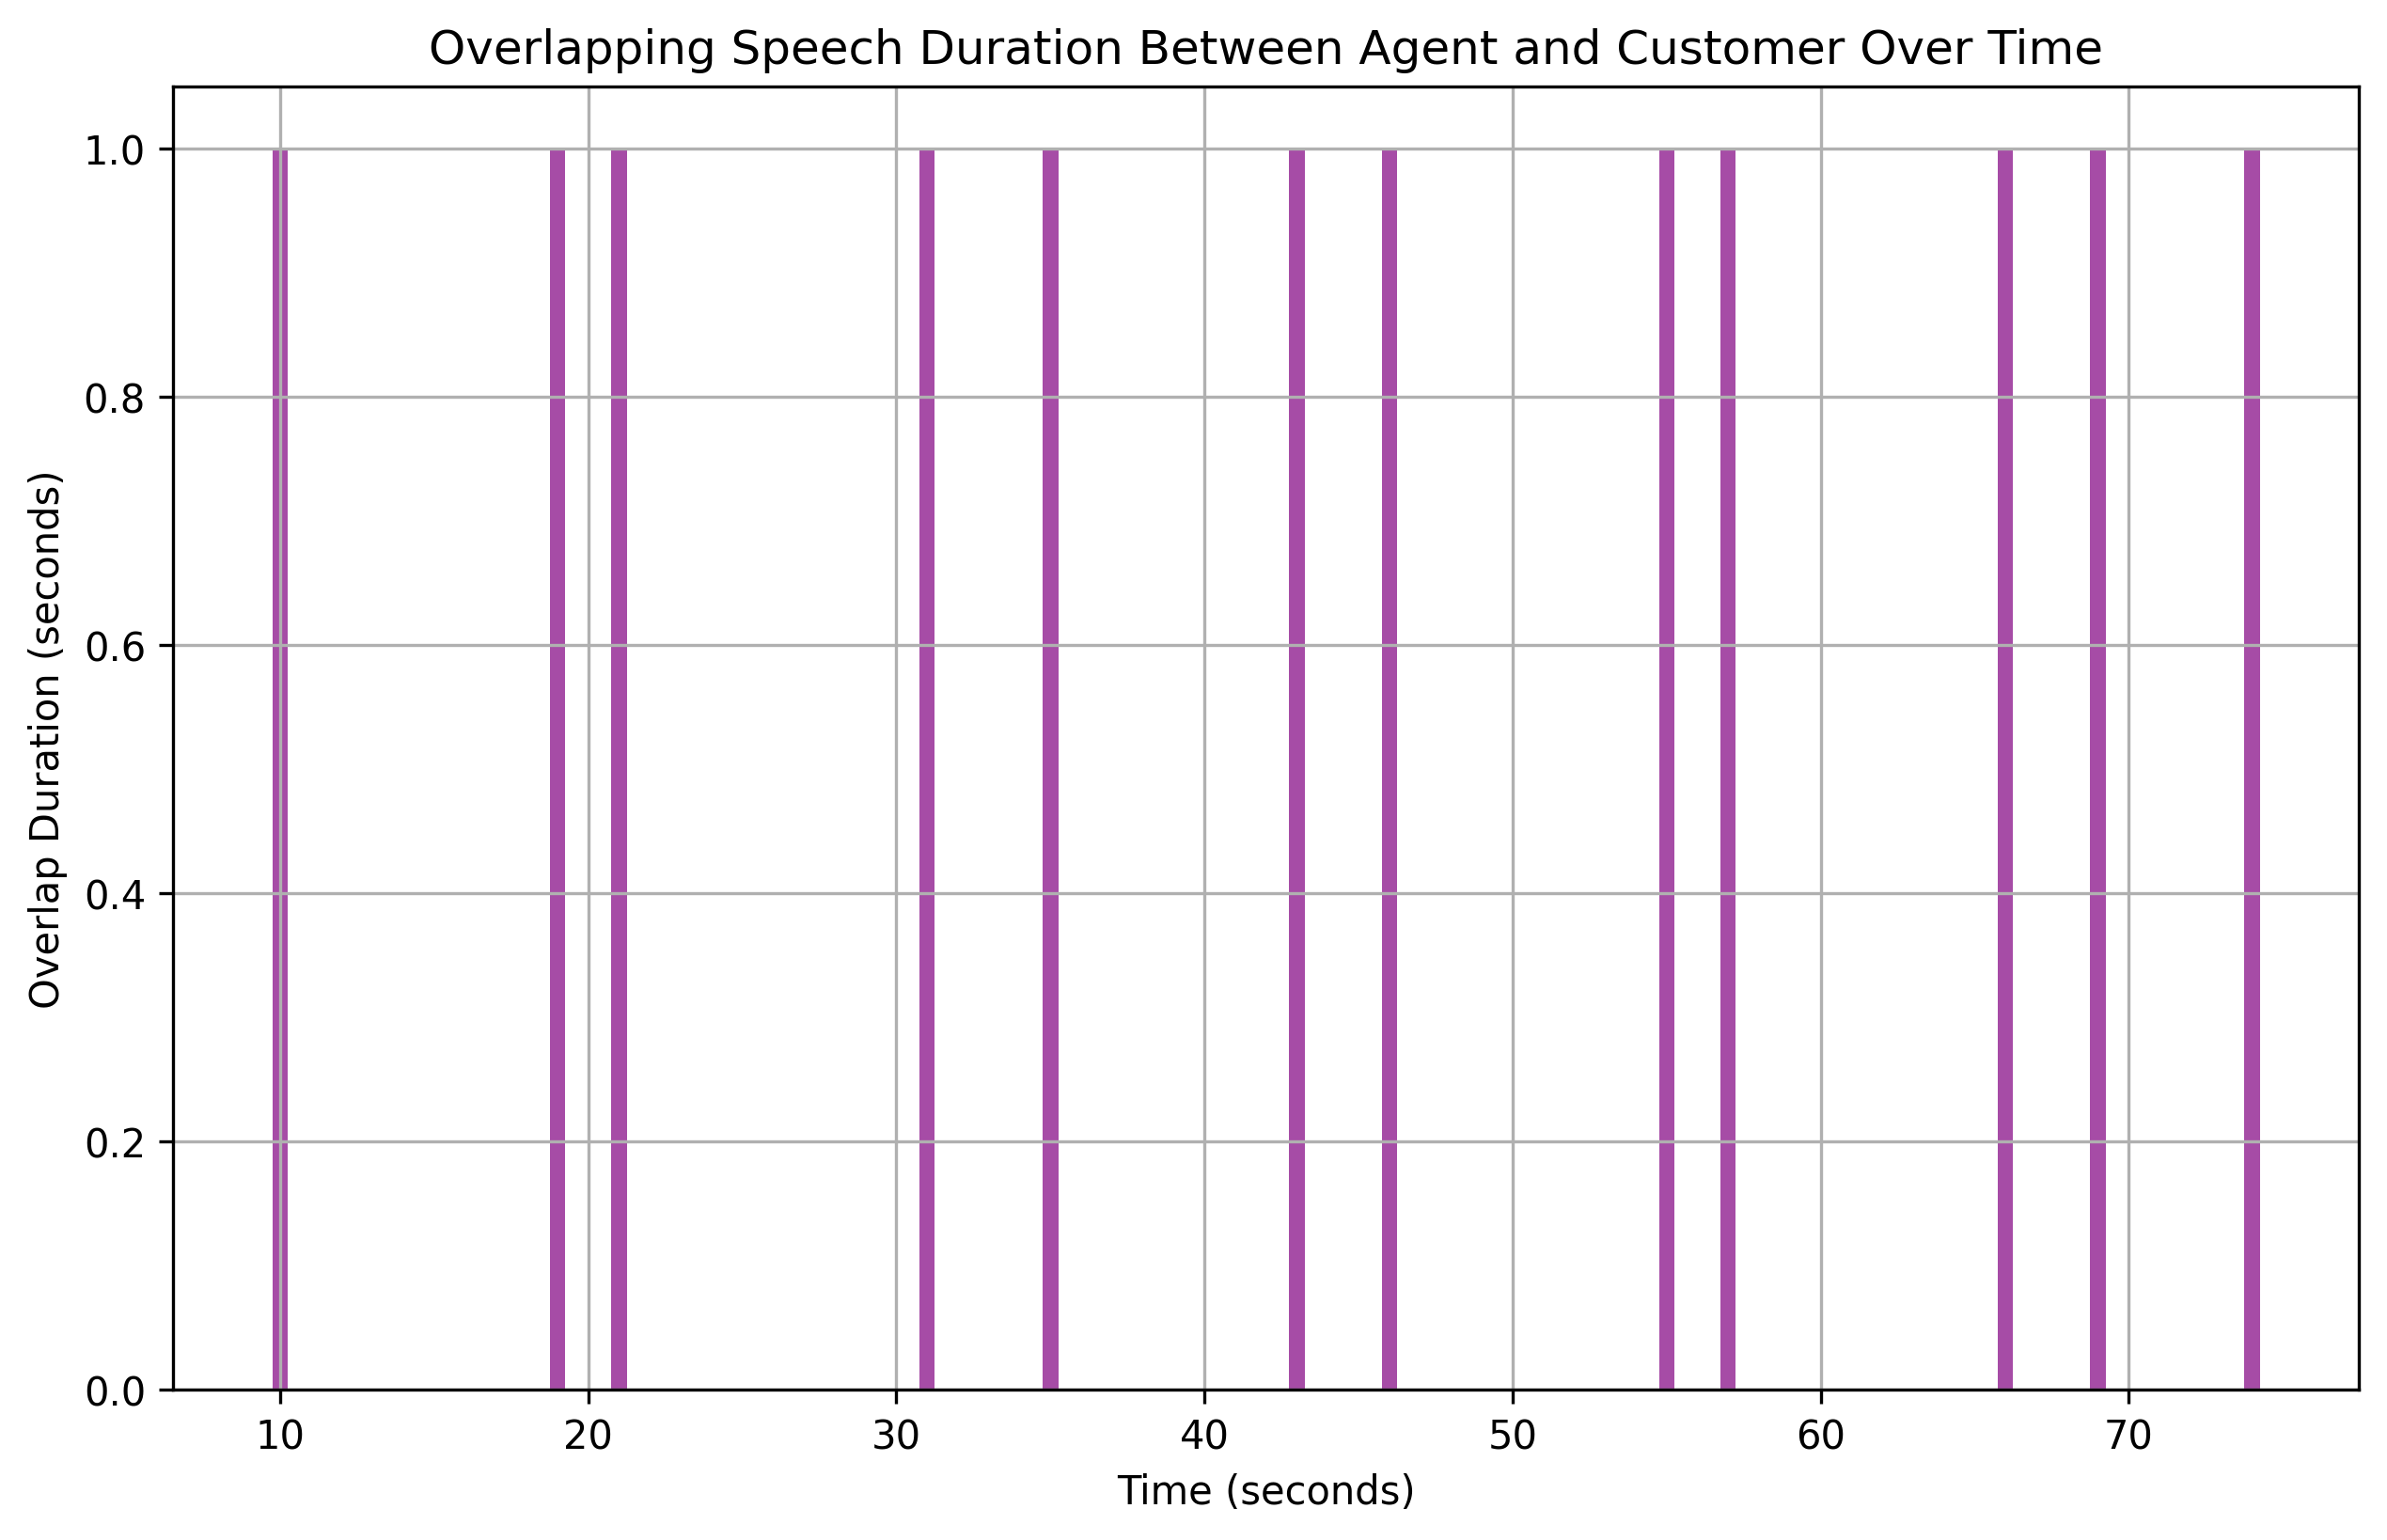 Overlapping Speech Duration Between Agent and Customer Over Time
Overlap Duration (seconds)
1.0
0.8
0.6
0.4
0.2
0.0
10 20 30 40 50 60 70
Time (seconds)